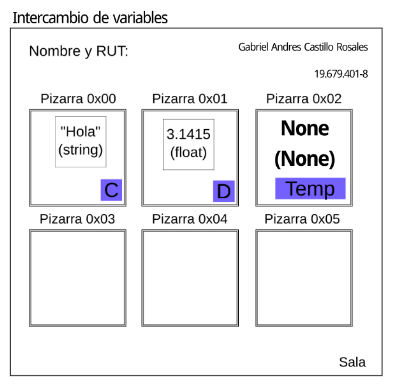 Intercambio de variables
Nombre y RUT:
Gabriel Andres Castillo Rosales
19.679.401-8
Pizarra 0x00
Pizarra 0x01
Pizarra 0x02
"Hola"
(string)
C
3.1415
(float)
D
None
(None)
Temp
Pizarra 0x03
Pizarra 0x04
Pizarra 0x05
Sala